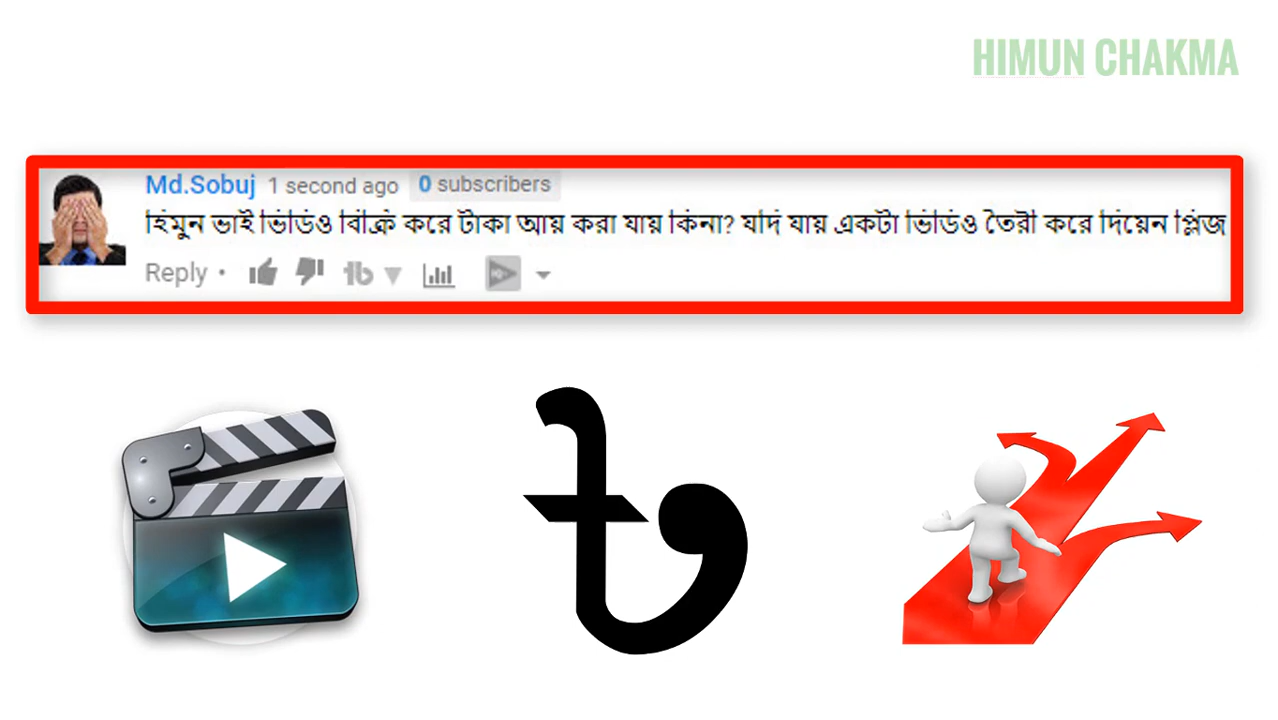 HIMUN CHAKMA
Md.Sobuj 1 second ago 0 subscribers
হিমুন ভাই ভিডিও বিক্রি করে টাকা আয় করা যায় কিনা? যদি যায় একটা ভিডিও তৈরী করে দিয়েন প্লিজ
Reply •
৳